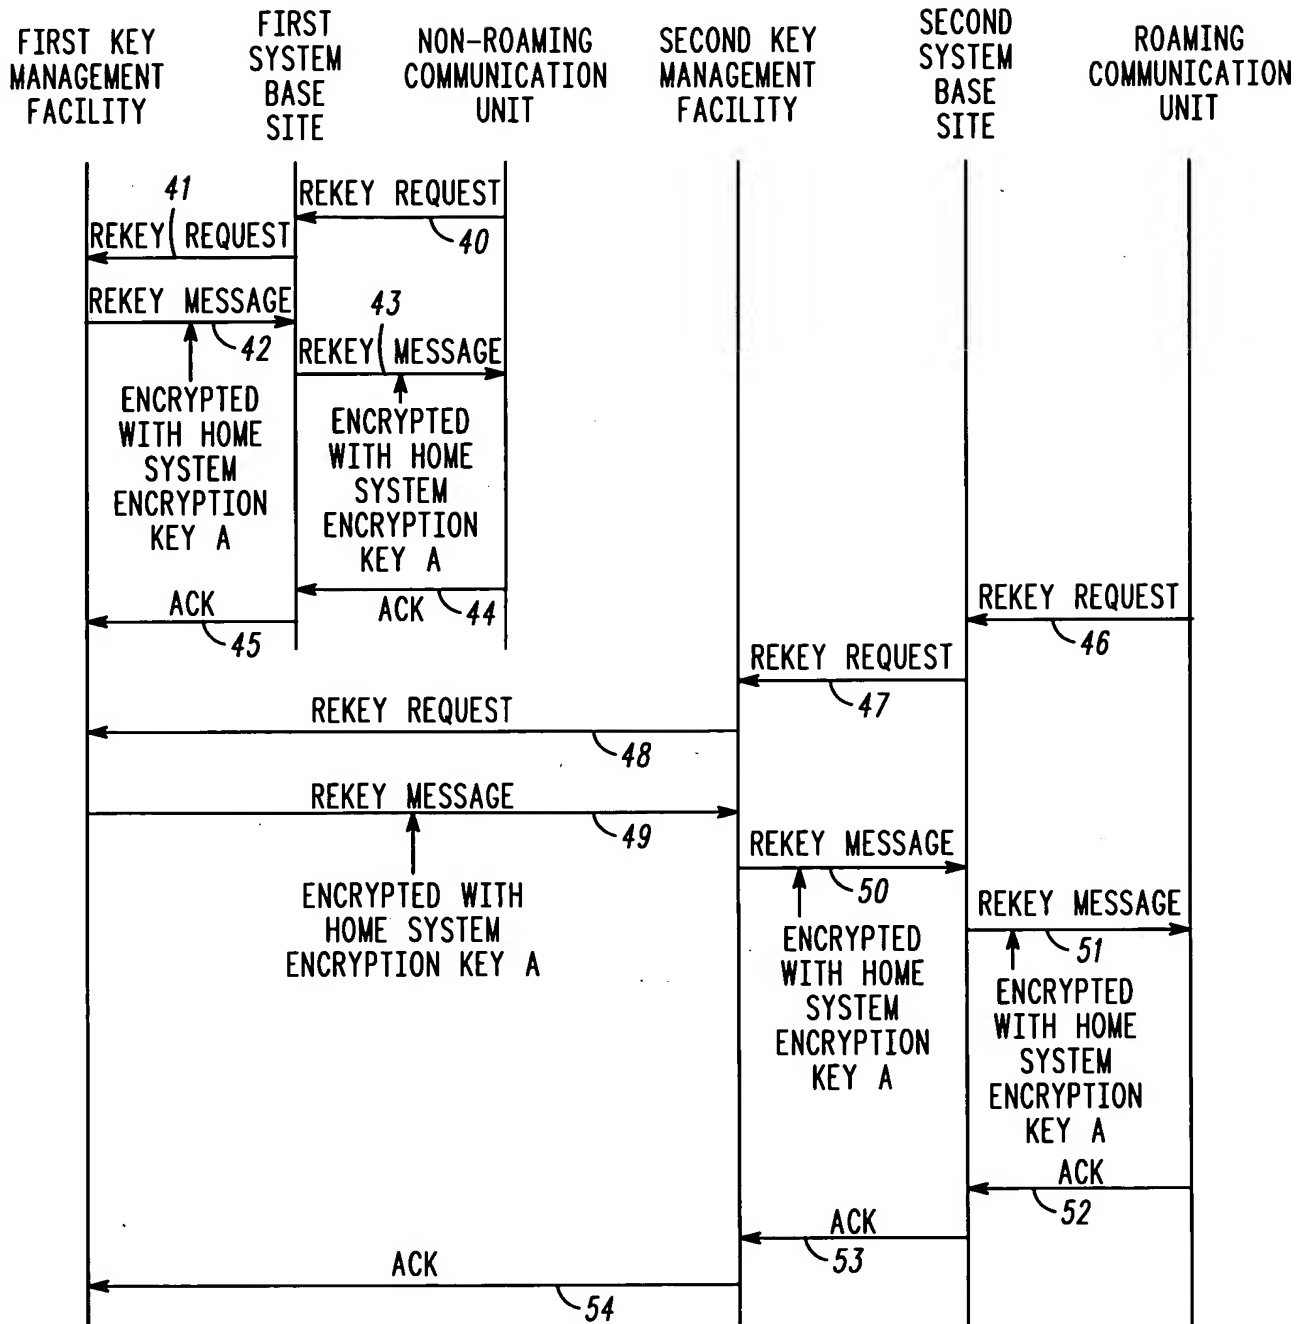 FIRST KEY
MANAGEMENT
FACILITY
FIRST
SYSTEM
BASE
SITE
NON-ROAMING
COMMUNICATION
UNIT
SECOND KEY
MANAGEMENT
FACILITY
SECOND
SYSTEM
BASE
SITE
ROAMING
COMMUNICATION
UNIT
REKEY REQUEST
40
41
REKEY REQUEST
REKEY MESSAGE
42
ENCRYPTED
WITH HOME
SYSTEM
ENCRYPTION
KEY A
43
REKEY MESSAGE
ENCRYPTED
WITH HOME
SYSTEM
ENCRYPTION
KEY A
ACK
44
ACK
45
REKEY REQUEST
46
REKEY REQUEST
47
REKEY REQUEST
48
REKEY MESSAGE
49
ENCRYPTED WITH
HOME SYSTEM
ENCRYPTION KEY A
REKEY MESSAGE
50
ENCRYPTED
WITH HOME
SYSTEM
ENCRYPTION
KEY A
REKEY MESSAGE
51
ENCRYPTED
WITH HOME
SYSTEM
ENCRYPTION
KEY A
ACK
52
ACK
53
ACK
54